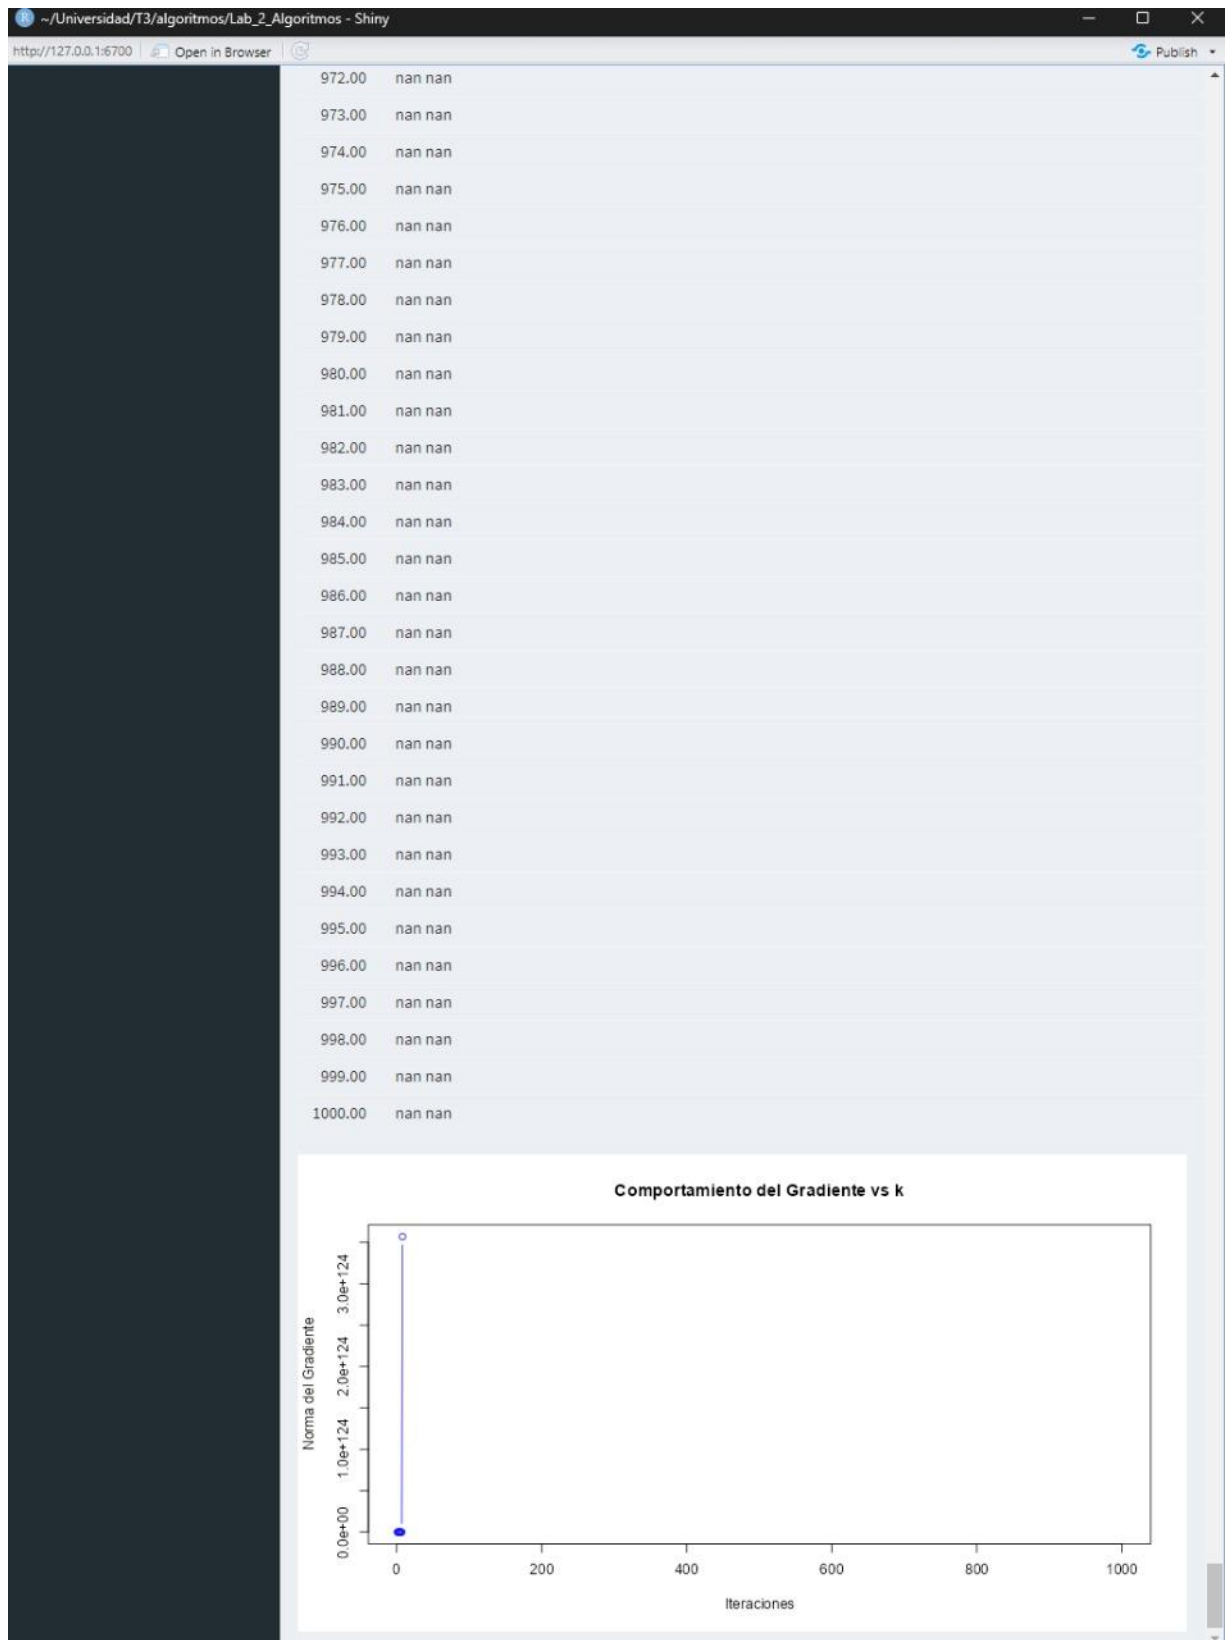 ~/Universidad/T3/algoritmos/Lab_2_Algoritmos - Shiny
http://127.0.0.1:6700 Open in Browser Publish
972.00 nan nan
973.00 nan nan
974.00 nan nan
975.00 nan nan
976.00 nan nan
977.00 nan nan
978.00 nan nan
979.00 nan nan
980.00 nan nan
981.00 nan nan
982.00 nan nan
983.00 nan nan
984.00 nan nan
985.00 nan nan
986.00 nan nan
987.00 nan nan
988.00 nan nan
989.00 nan nan
990.00 nan nan
991.00 nan nan
992.00 nan nan
993.00 nan nan
994.00 nan nan
995.00 nan nan
996.00 nan nan
997.00 nan nan
998.00 nan nan
999.00 nan nan
1000.00 nan nan
Comportamiento del Gradiente vs k
Norma del Gradiente
3.0e+124
2.0e+124
1.0e+124
0.0e+00
0 200 400 600 800 1000
Iteraciones